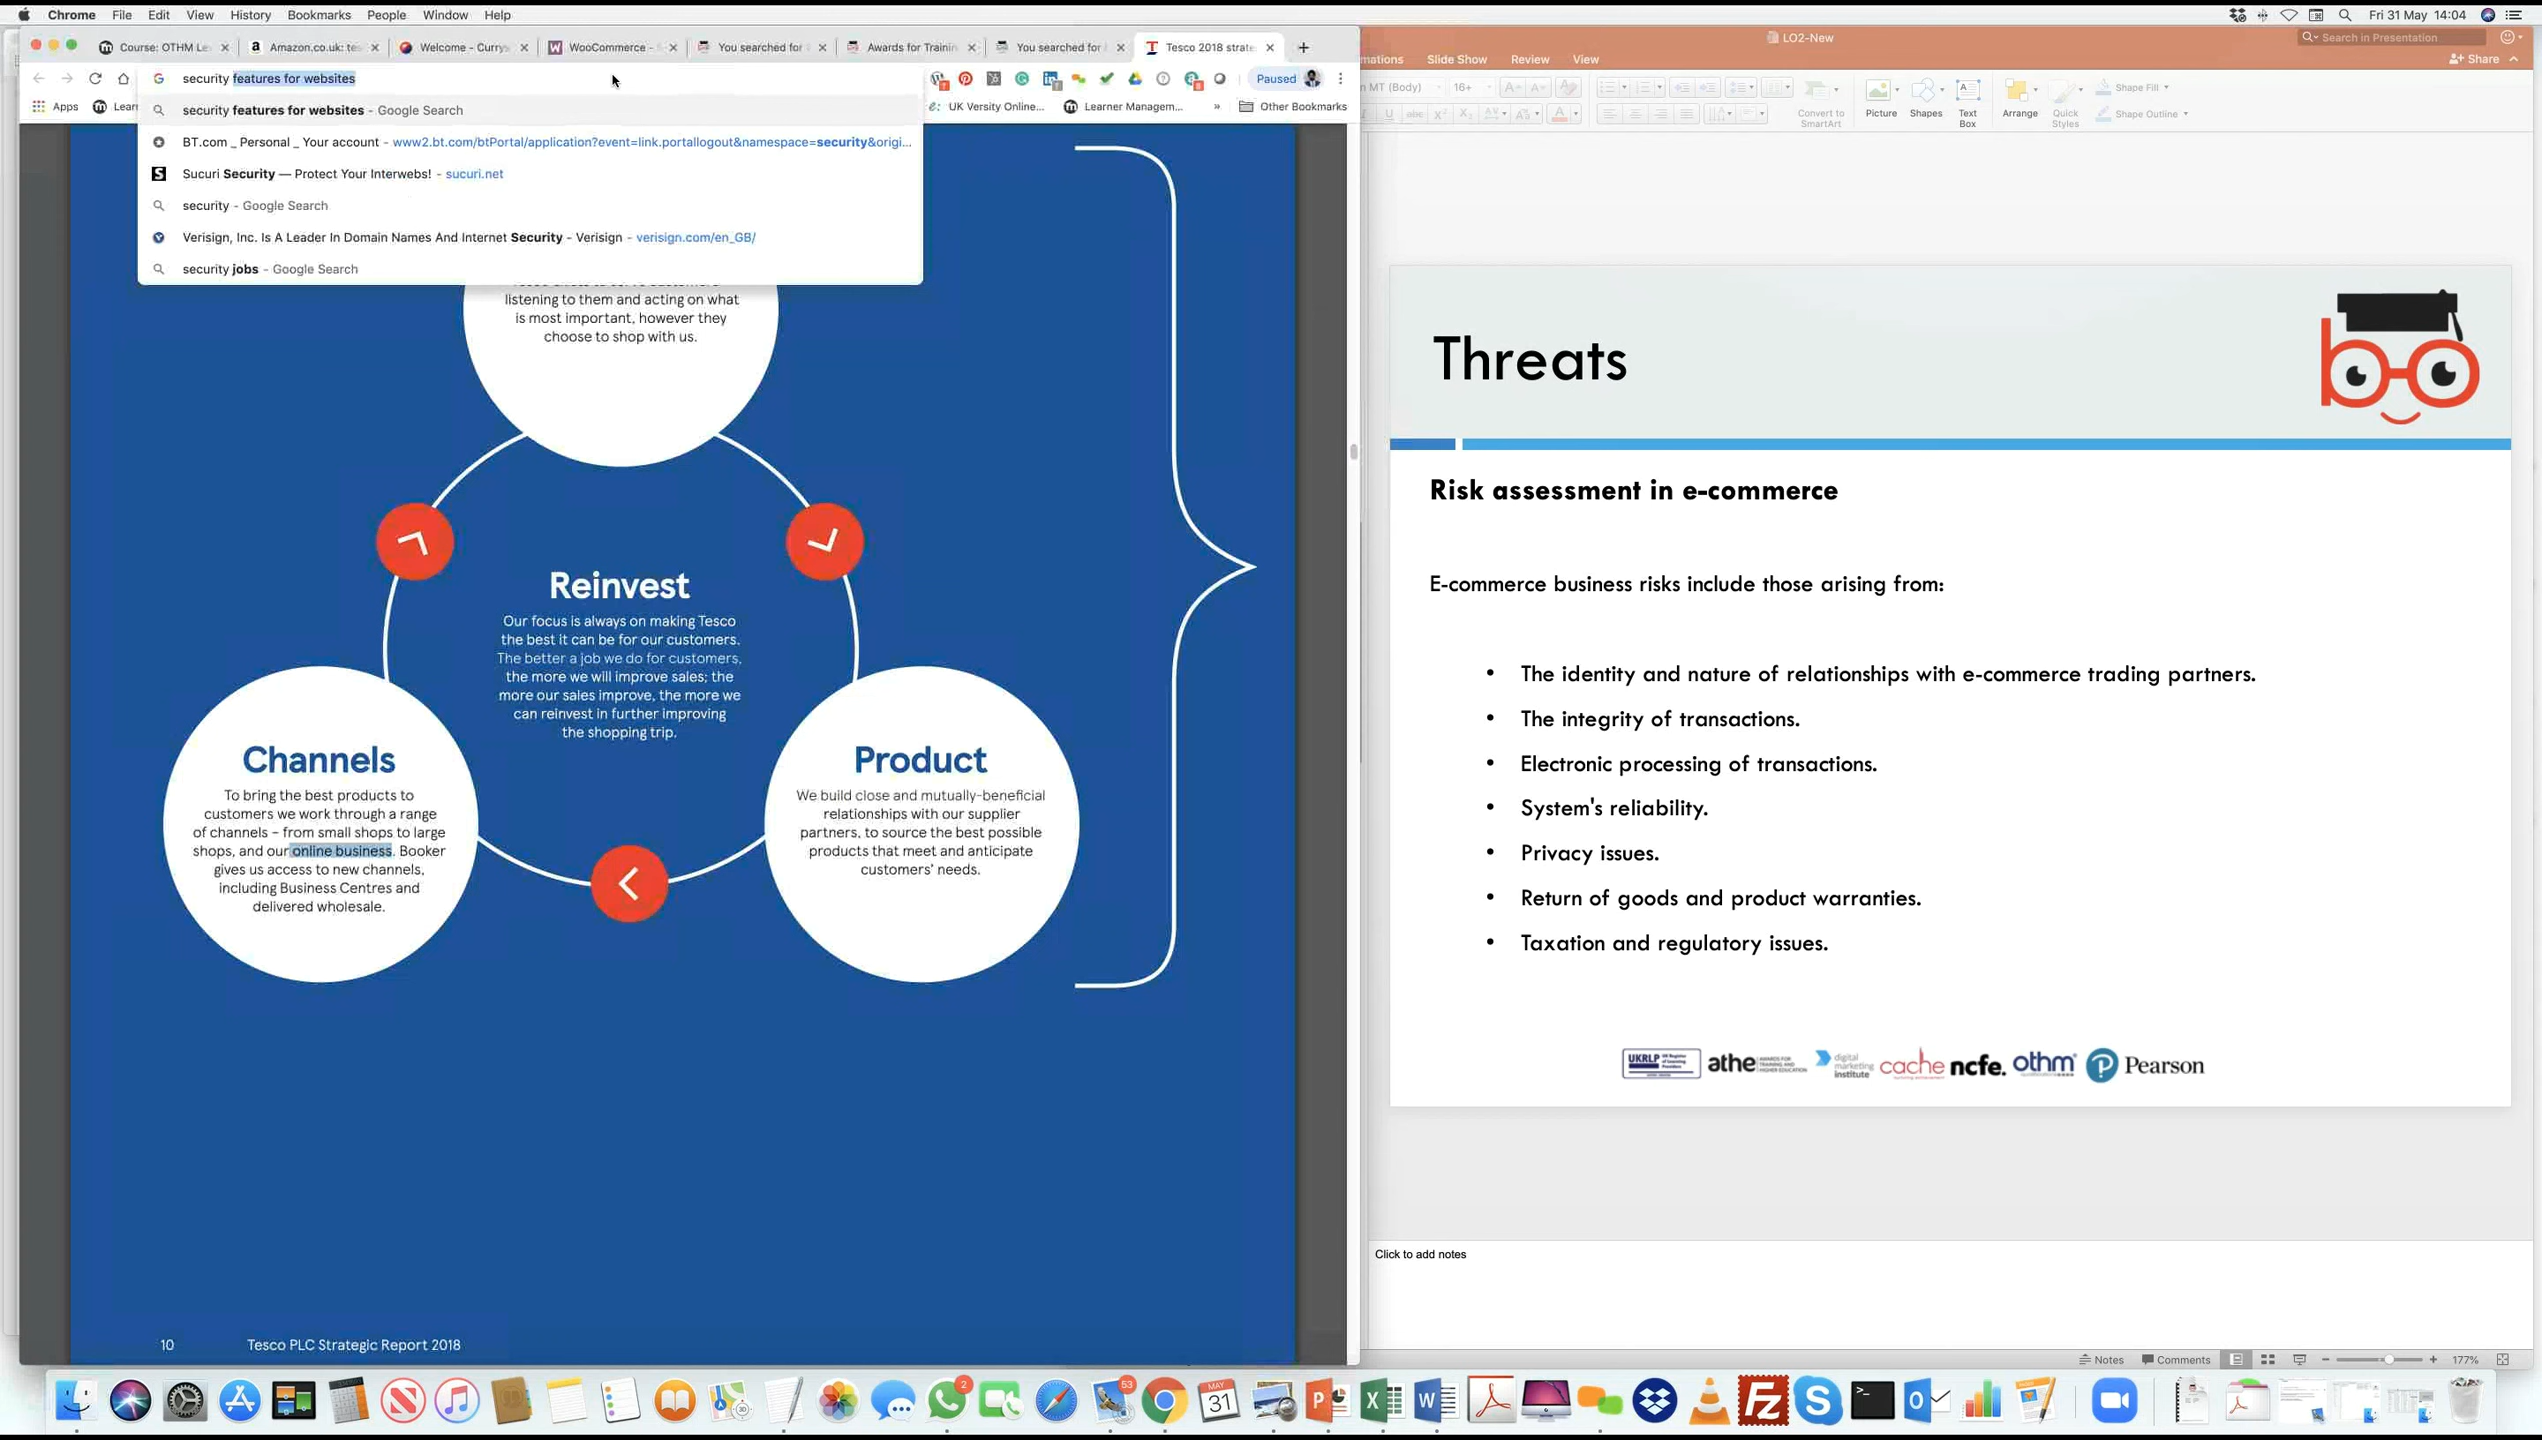 Chrome File Edit View History Bookmarks People Window Help
Fri 31 May 14:04
Course: OTHM Le
Amazon.co.uk: tes
Welcome - Curry
WooCommerce -
You searched for
Awards for Trainin
You searched for
Tesco 2018 strate
security features for websites
Paused
Apps
Lear
UK Versity Online...
Learner Managem...
»
Other Bookmarks
security features for websites - Google Search
BT.com _ Personal _ Your account - www2.bt.com/btPortal/application?event=link.portallogout&namespace=security&origi...
Sucuri Security — Protect Your Interwebs! - sucuri.net
security - Google Search
Verisign, Inc. Is A Leader In Domain Names And Internet Security - Verisign - verisign.com/en_GB/
security jobs - Google Search
listening to them and acting on what
is most important, however they
choose to shop with us.
Reinvest
Our focus is always on making Tesco
the best it can be for our customers.
The better a job we do for customers,
the more we will improve sales; the
more our sales improve, the more we
can reinvest in further improving
the shopping trip.
Channels
To bring the best products to
customers we work through a range
of channels – from small shops to large
shops, and our online business. Booker
gives us access to new channels,
including Business Centres and
delivered wholesale.
Product
We build close and mutually-beneficial
relationships with our supplier
partners, to source the best possible
products that meet and anticipate
customers' needs.
10 Tesco PLC Strategic Report 2018
LO2-New
Search in Presentation
mations Slide Show Review View
Share
MT (Body)
16+
Convert to
SmartArt
Picture
Shapes
Text
Box
Arrange
Quick
Styles
Shape Fill
Shape Outline
Threats
Risk assessment in e-commerce
E-commerce business risks include those arising from:
• The identity and nature of relationships with e-commerce trading partners.
• The integrity of transactions.
• Electronic processing of transactions.
• System's reliability.
• Privacy issues.
• Return of goods and product warranties.
• Taxation and regulatory issues.
UKRLP
athe
digital
marketing
institute
cache
ncfe.
othm
Pearson
Click to add notes
Notes Comments 177%
2
53
MAY
31